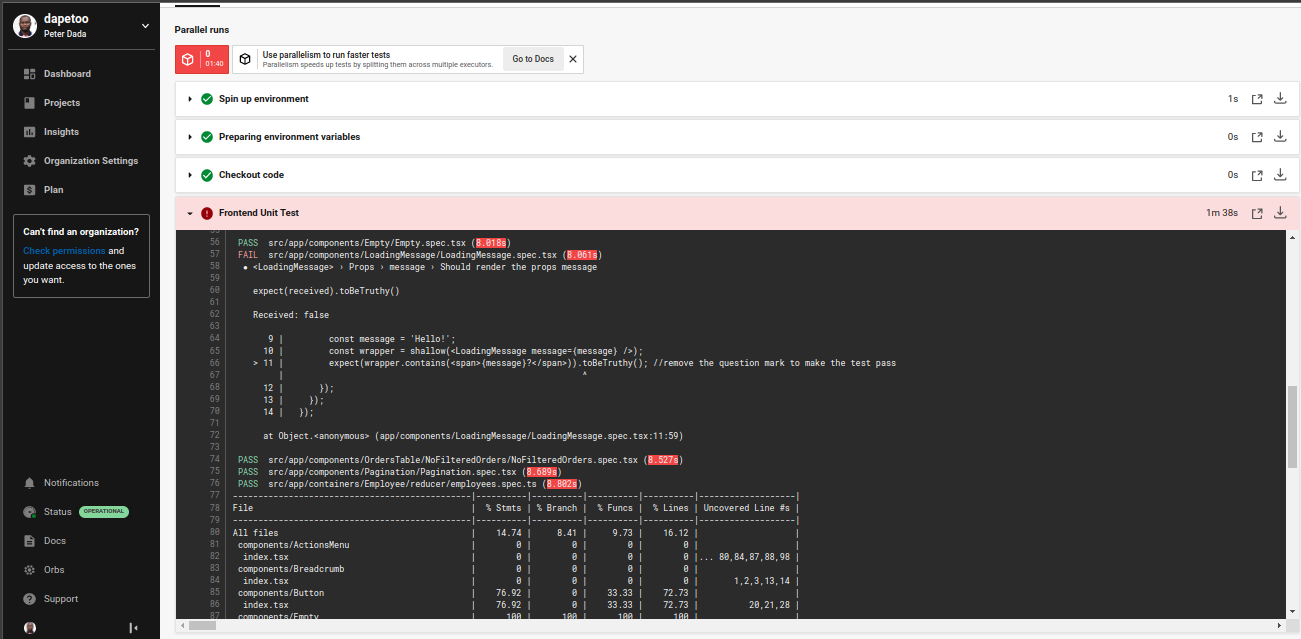 dapetoo
Peter Dada
Dashboard
Projects
Insights
Organization Settings
Plan
Can't find an organization?
Check permissions and
update access to the ones
you want.
Notifications
Status OPERATIONAL
Docs
Orbs
Support
Parallel runs
0
01:40
Use parallelism to run faster tests
Parallelism speeds up tests by splitting them across multiple executors.
Go to Docs
Spin up environment 1s
Preparing environment variables 0s
Checkout code 0s
Frontend Unit Test 1m 38s
55
56 PASS src/app/components/Empty/Empty.spec.tsx (8.018s)
57 FAIL src/app/components/LoadingMessage/LoadingMessage.spec.tsx (8.061s)
58 ● <LoadingMessage> › Props › message › Should render the props message
59
60 expect(received).toBeTruthy()
61
62 Received: false
63
64 9 | const message = 'Hello!';
65 10 | const wrapper = shallow(<LoadingMessage message={message} />);
66 > 11 | expect(wrapper.contains(<span>{message}?</span>)).toBeTruthy(); //remove the question mark to make the test pass
67 | ^
68 12 | });
69 13 | });
70 14 | });
71
72 at Object.<anonymous> (app/components/LoadingMessage/LoadingMessage.spec.tsx:11:59)
73
74 PASS src/app/components/OrdersTable/NoFilteredOrders/NoFilteredOrders.spec.tsx (8.527s)
75 PASS src/app/components/Pagination/Pagination.spec.tsx (8.689s)
76 PASS src/app/containers/Employee/reducer/employees.spec.ts (8.802s)
77 -----------------------------------------------|----------|----------|----------|----------|-------------------|
78 File | % Stmts | % Branch | % Funcs | % Lines | Uncovered Line #s |
79 -----------------------------------------------|----------|----------|----------|----------|-------------------|
80 All files | 14.74 | 8.41 | 9.73 | 16.12 | |
81 components/ActionsMenu | 0 | 0 | 0 | 0 | |
82 index.tsx | 0 | 0 | 0 | 0 |... 80,84,87,88,98 |
83 components/Breadcrumb | 0 | 0 | 0 | 0 | |
84 index.tsx | 0 | 0 | 0 | 0 | 1,2,3,13,14 |
85 components/Button | 76.92 | 0 | 33.33 | 72.73 | |
86 index.tsx | 76.92 | 0 | 33.33 | 72.73 | 20,21,28 |
87 components/Empty | 100 | 100 | 100 | 100 | |